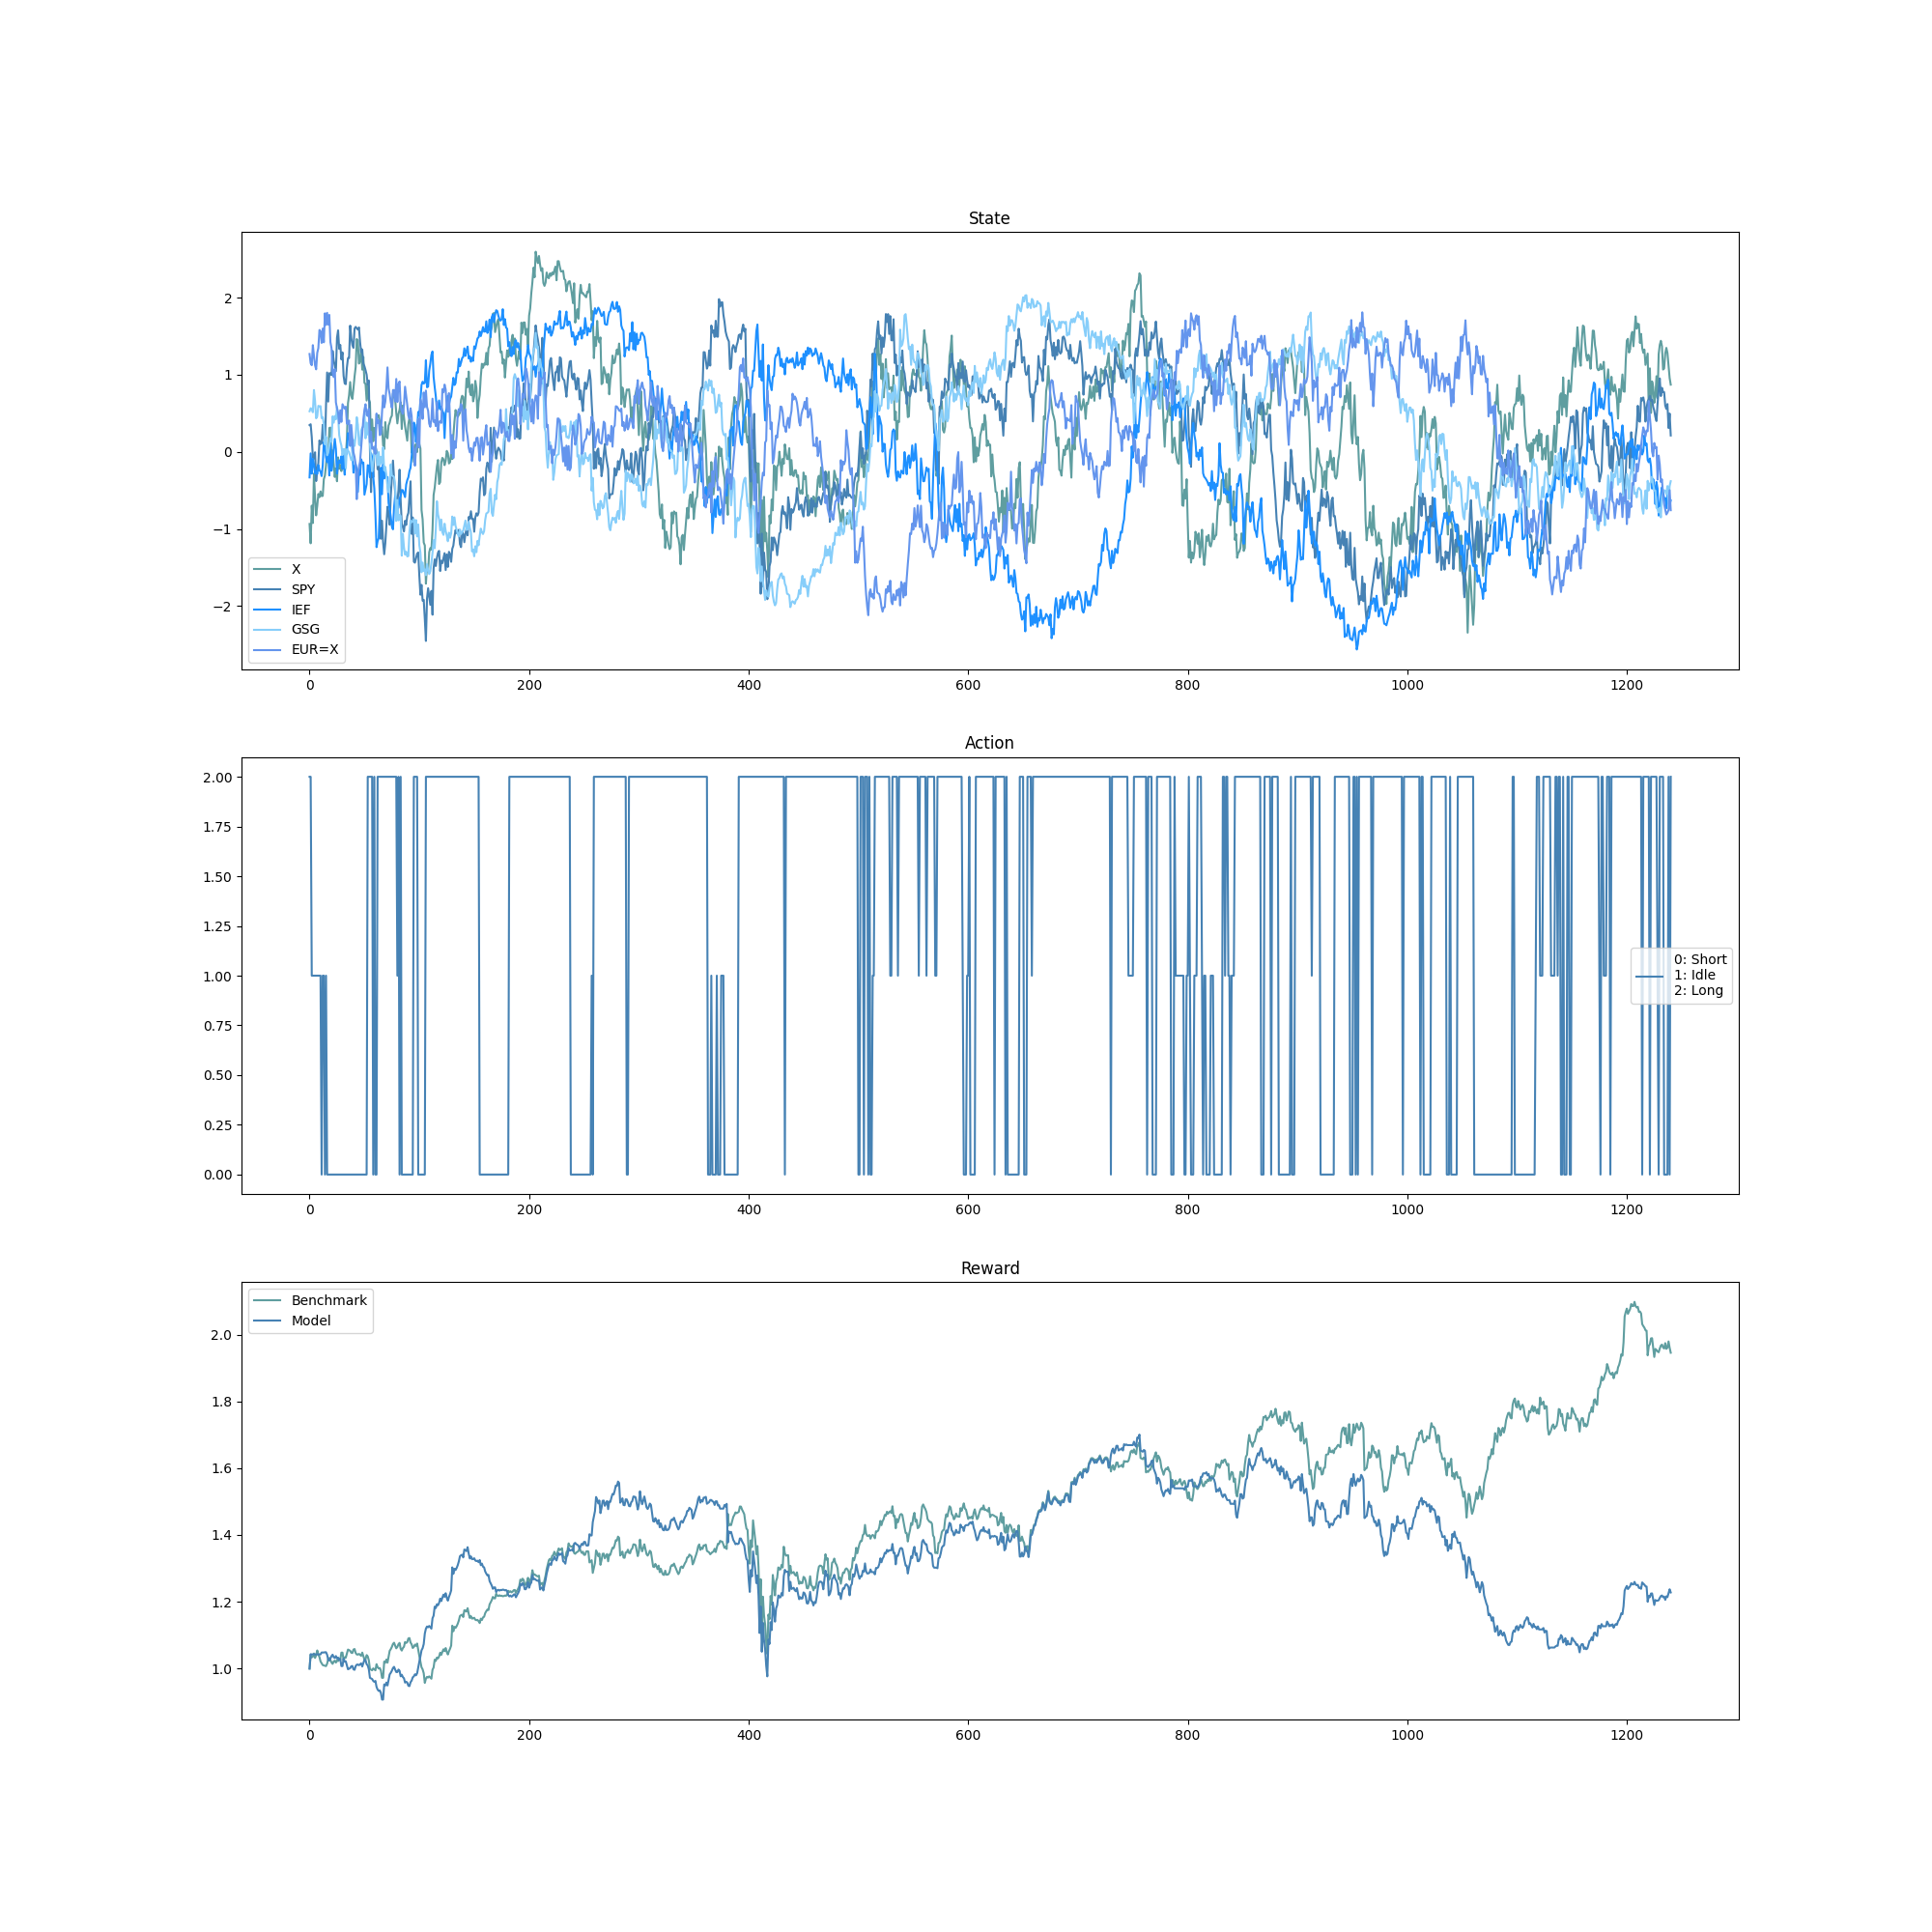 State
2
1
0
−1
−2
X
SPY
IEF
GSG
EUR=X
0 200 400 600 800 1000 1200
Action
2.00
1.75
1.50
1.25
1.00
0.75
0.50
0.25
0.00
0: Short
1: Idle
2: Long
0 200 400 600 800 1000 1200
Reward
Benchmark
Model
2.0
1.8
1.6
1.4
1.2
1.0
0 200 400 600 800 1000 1200